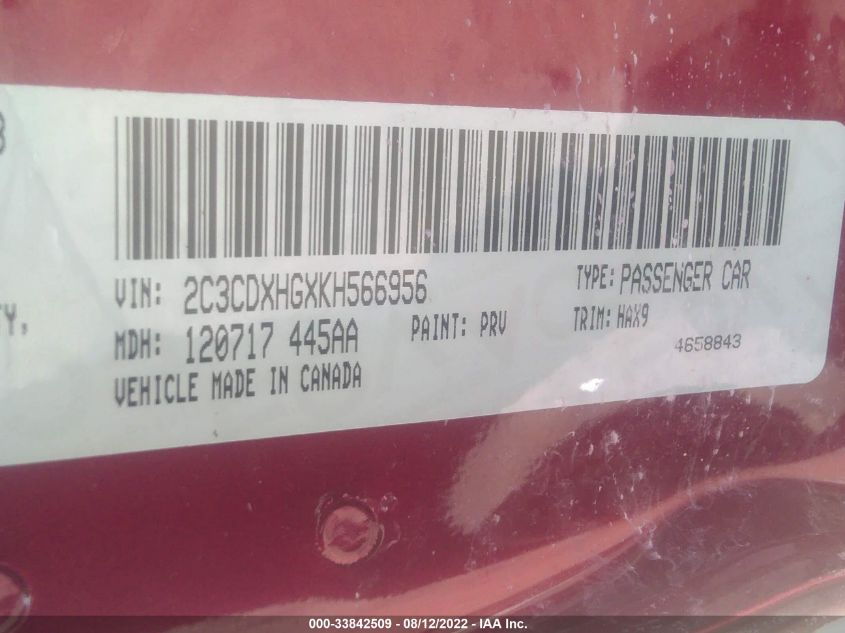 VIN: 2C3CDXHGXKH566956 TYPE: PASSENGER CAR
Y,
MDH: 120717 445AA PAINT: PRV TRIM: HAX9
4658843
VEHICLE MADE IN CANADA
000-33842509 - 08/12/2022 - IAA Inc.